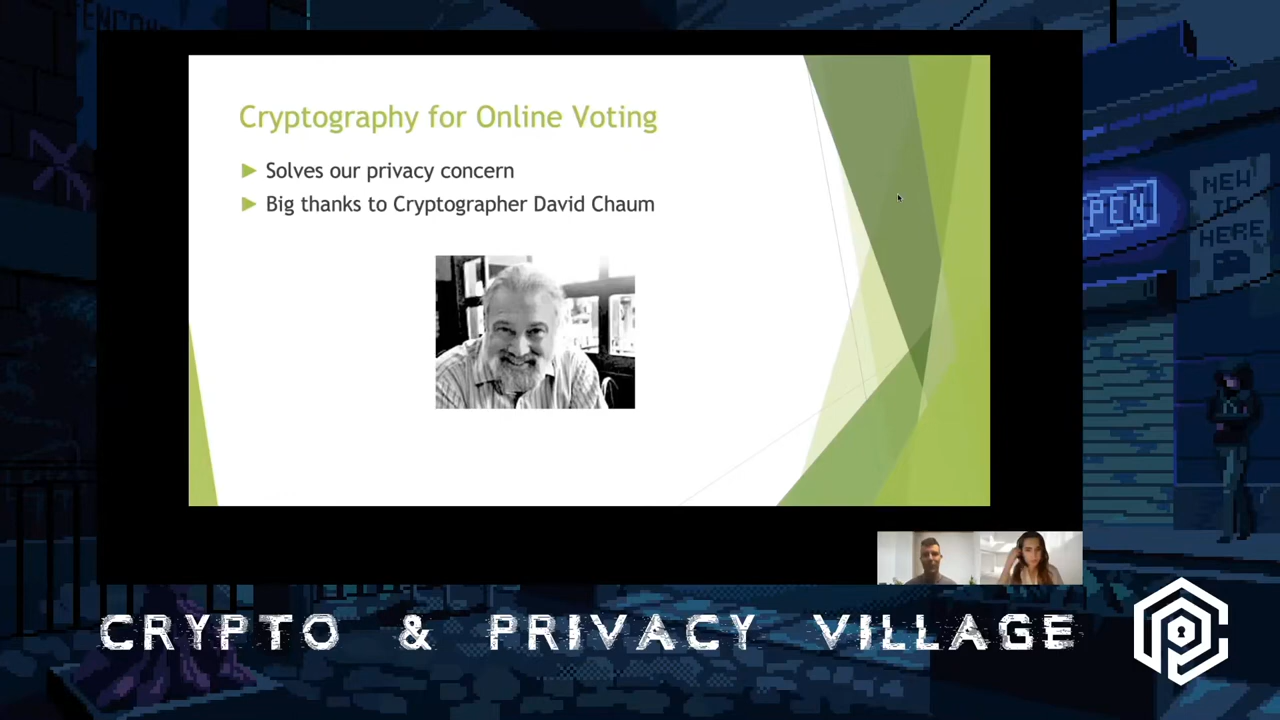 Cryptography for Online Voting
Solves our privacy concern
Big thanks to Cryptographer David Chaum
PEN
NEW
TO
HERE
CRYPTO & PRIVACY VILLAGE